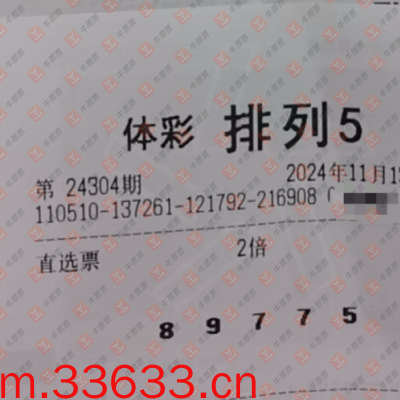 体彩 排列5
第 24304期 2024年11月1
110510-137261-121792-216908 (
直选票 2倍
8 9 7 7 5
m.33633.cn